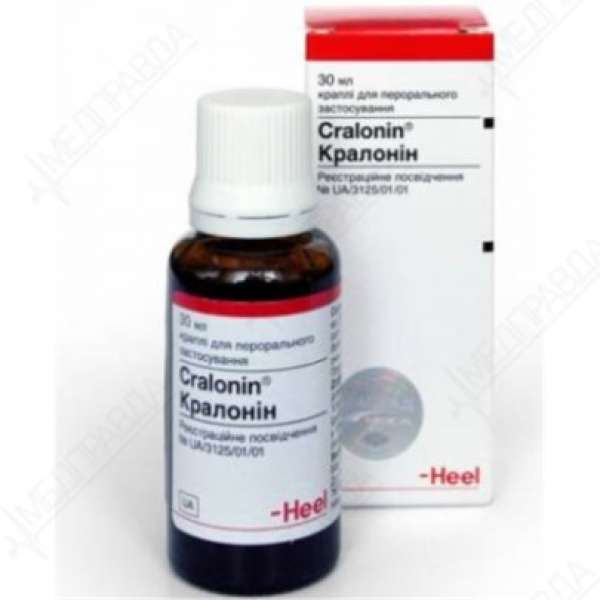 30 мл
краплі для перорального
застосування
Cralonin®
Кралонін
Реєстраційне посвідчення
№ UA/3125/01/01
-Heel
30 мл
краплі для перорального
застосування
Cralonin®
Кралонін
Реєстраційне посвідчення
№ UA/3125/01/01
UA
-Heel
МЕДПРАВДА